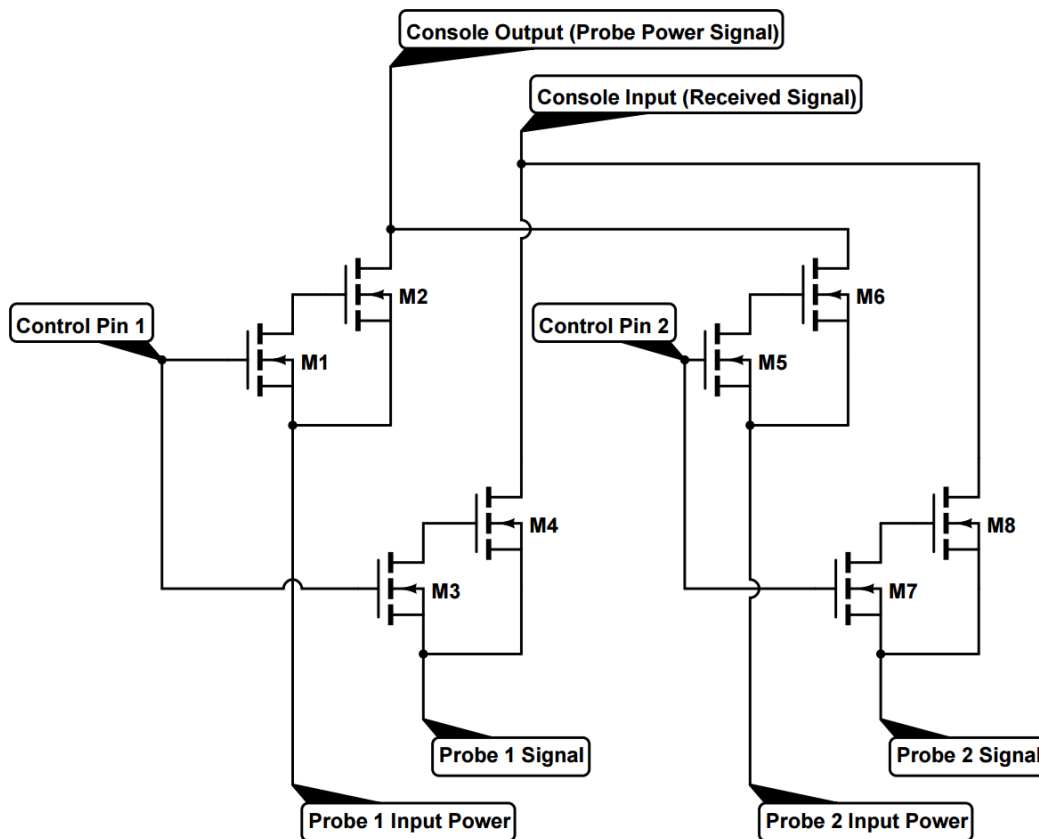 Console Output (Probe Power Signal)
Console Input (Received Signal)
M2
M6
Control Pin 1
Control Pin 2
M1
M5
M4
M8
M3
M7
Probe 1 Signal
Probe 2 Signal
Probe 1 Input Power
Probe 2 Input Power